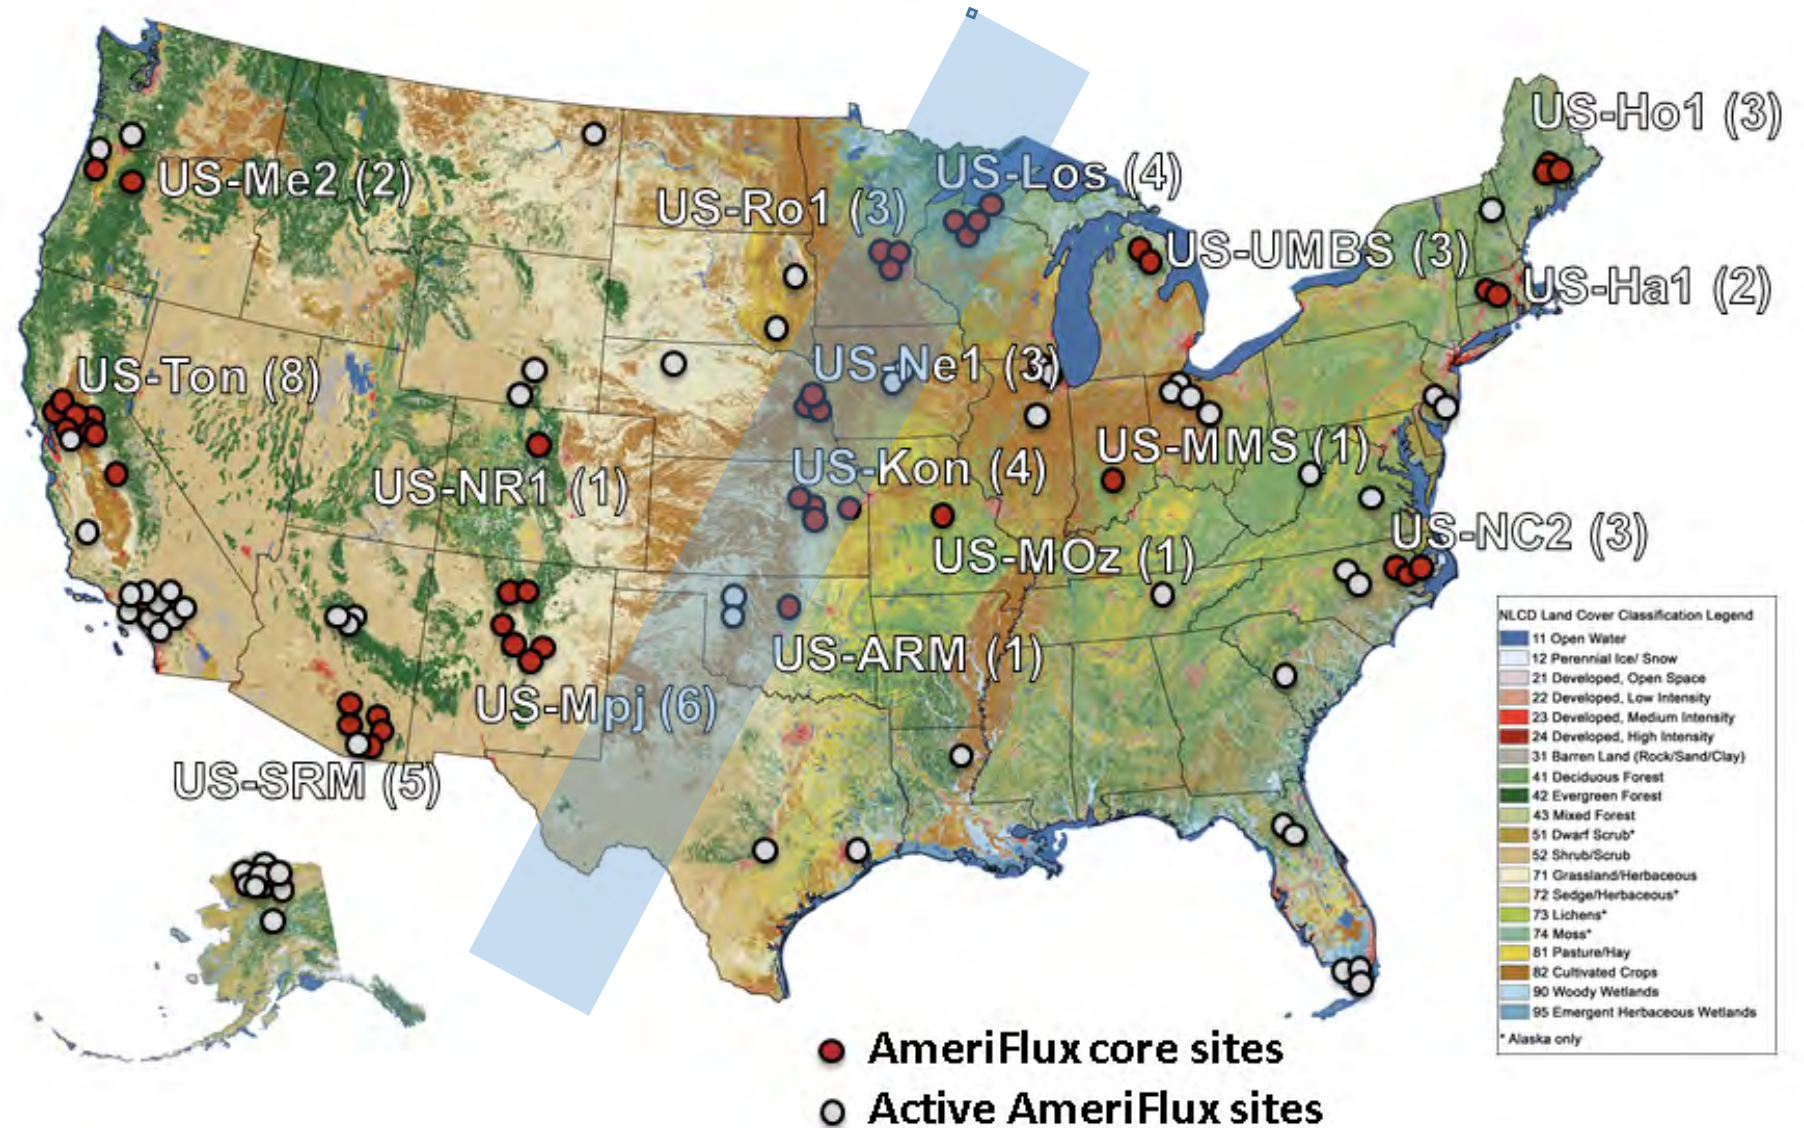 US-Ho1 (3)
US-Me2 (2)
US-Los (4)
US-Ro1 (3)
US-UMBS (3)
US-Ha1 (2)
US-Ton (8)
US-Ne1 (3)
US-MMS (1)
US-Kon (4)
US-NR1 (1)
US-NC2 (3)
US-MOz (1)
US-ARM (1)
US-Mpj (6)
US-SRM (5)
NLCD Land Cover Classification Legend
11 Open Water
12 Perennial Ice/ Snow
21 Developed, Open Space
22 Developed, Low Intensity
23 Developed, Medium Intensity
24 Developed, High Intensity
31 Barren Land (Rock/Sand/Clay)
41 Deciduous Forest
42 Evergreen Forest
43 Mixed Forest
51 Dwarf Scrub*
52 Shrub/Scrub
71 Grassland/Herbaceous
72 Sedge/Herbaceous*
73 Lichens*
74 Moss*
81 Pasture/Hay
82 Cultivated Crops
90 Woody Wetlands
95 Emergent Herbaceous Wetlands
* Alaska only
AmeriFlux core sites
Active AmeriFlux sites